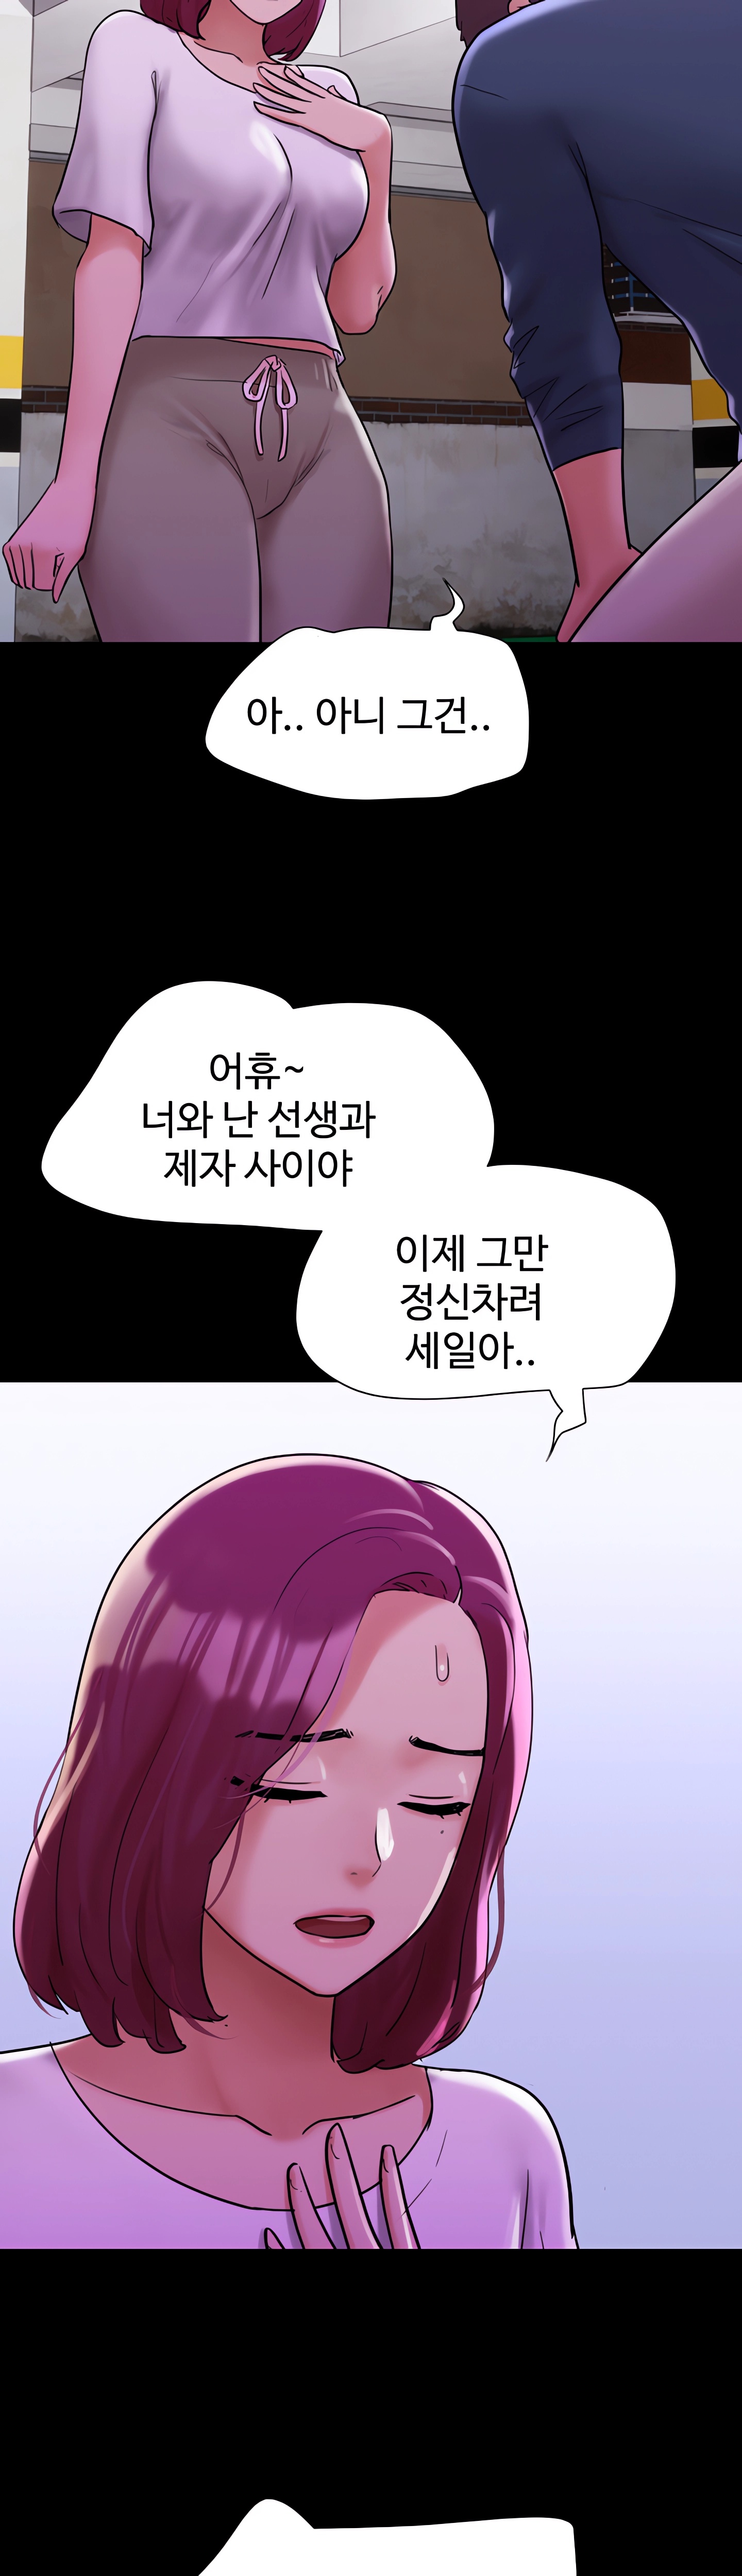 아.. 아니 그건..
어휴~
너와 난 선생과
제자 사이야
이제 그만
정신차려
세일아..